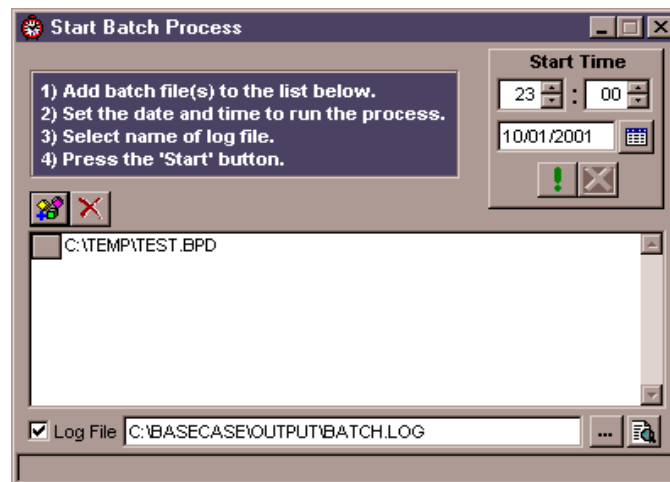 Start Batch Process
Start Time
1) Add batch file(s) to the list below.
2) Set the date and time to run the process.
3) Select name of log file.
4) Press the 'Start' button.
23 : 00
10/01/2001
C:\TEMP\TEST.BPD
Log File C:\BASECASE\OUTPUT\BATCH.LOG ...